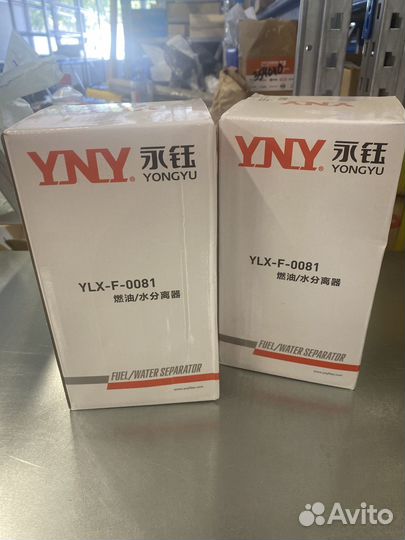 YNY® 永钰
YONGYU
YLX-F-0081
燃油/水分离器
FUEL/WATER SEPARATOR
YNY® 永钰
YONGYU
YLX-F-0081
燃油/水分离器
FUEL/WATER SEPARATOR
Avito